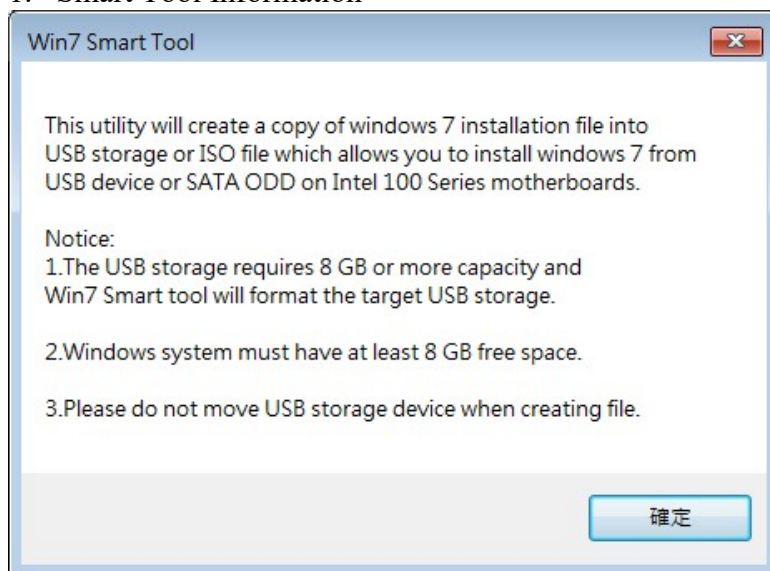 1. Smart Tool Information
Win7 Smart Tool
This utility will create a copy of windows 7 installation file into
USB storage or ISO file which allows you to install windows 7 from
USB device or SATA ODD on Intel 100 Series motherboards.
Notice:
1.The USB storage requires 8 GB or more capacity and
Win7 Smart tool will format the target USB storage.
2.Windows system must have at least 8 GB free space.
3.Please do not move USB storage device when creating file.
確定